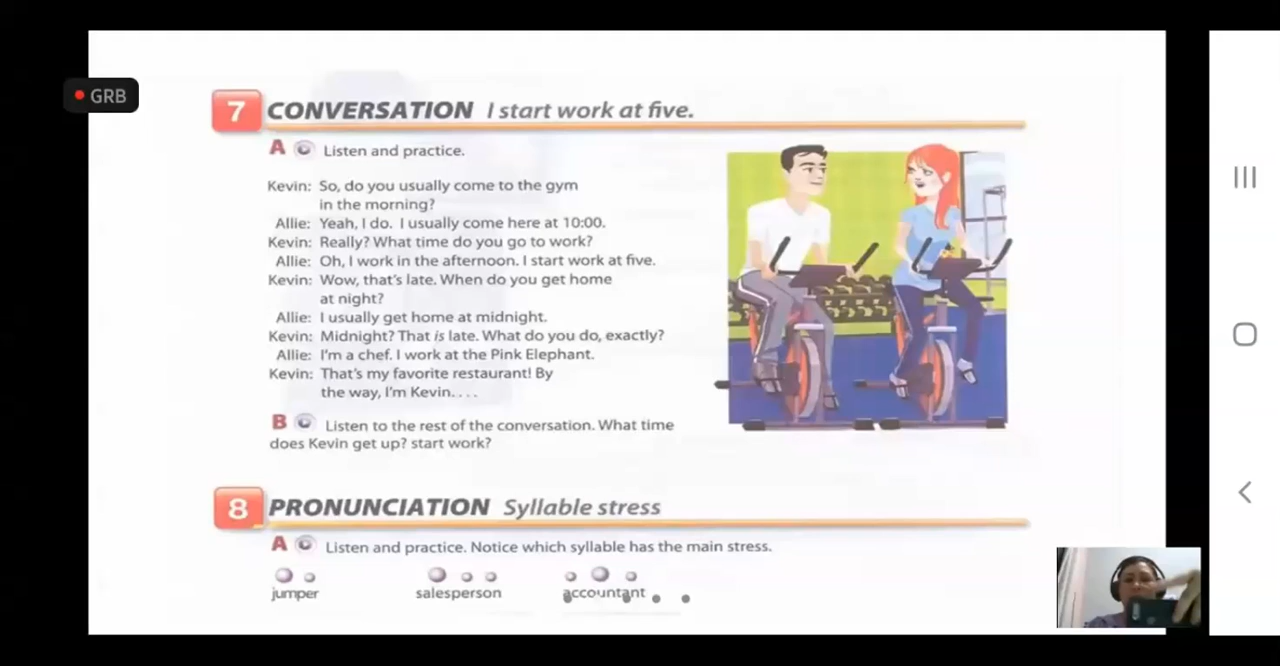 GRB
7 CONVERSATION I start work at five.
A Listen and practice.
Kevin: So, do you usually come to the gym
in the morning?
Allie: Yeah, I do. I usually come here at 10:00.
Kevin: Really? What time do you go to work?
Allie: Oh, I work in the afternoon. I start work at five.
Kevin: Wow, that's late. When do you get home
at night?
Allie: I usually get home at midnight.
Kevin: Midnight? That is late. What do you do, exactly?
Allie: I'm a chef. I work at the Pink Elephant.
Kevin: That's my favorite restaurant! By
the way, I'm Kevin. . . .
B Listen to the rest of the conversation. What time
does Kevin get up? start work?
8 PRONUNCIATION Syllable stress
A Listen and practice. Notice which syllable has the main stress.
jumper salesperson accountant